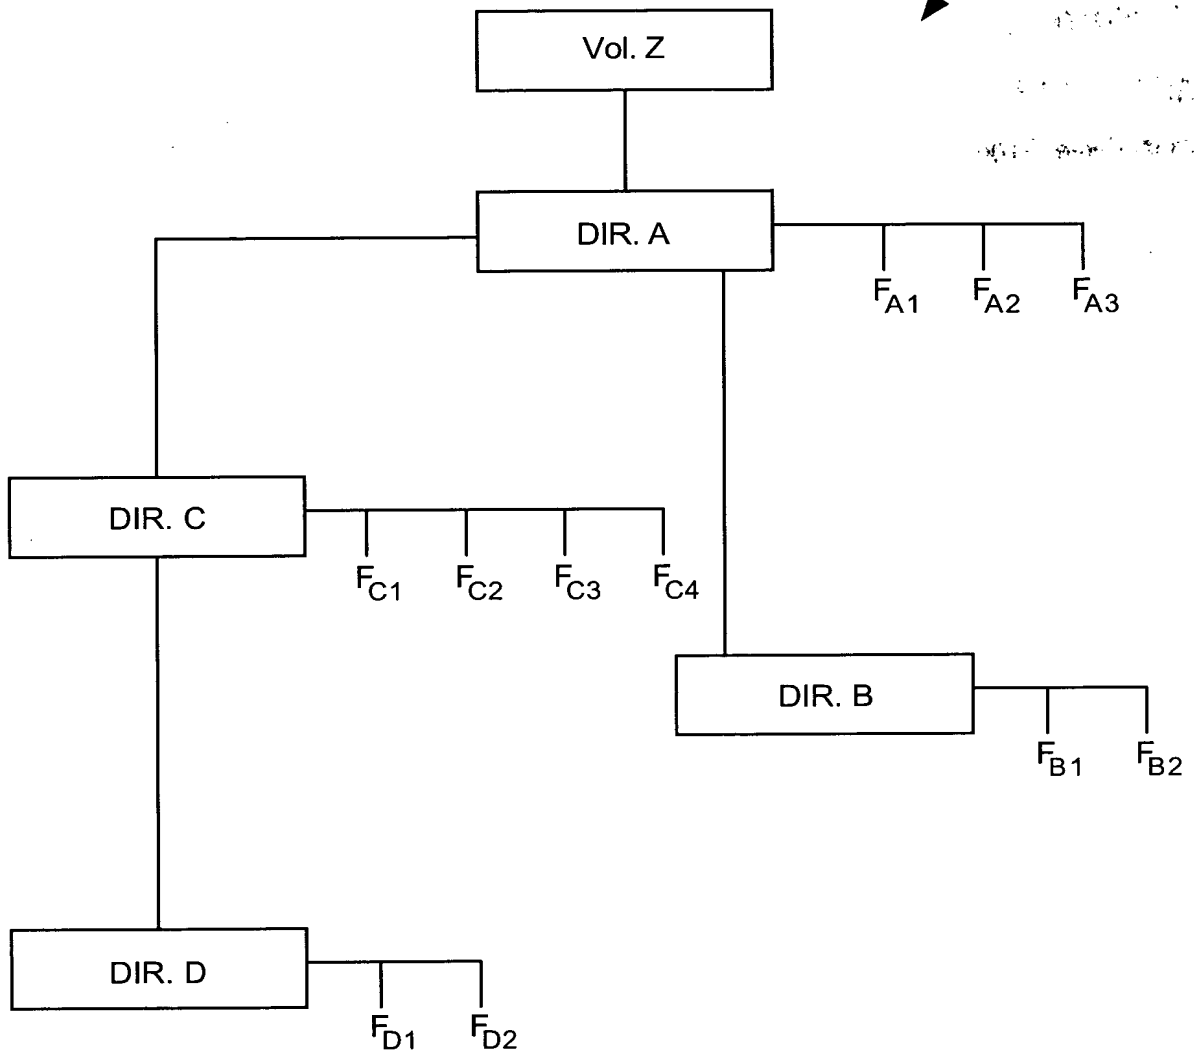 Vol. Z
DIR. A
FA1 FA2 FA3
DIR. C
FC1 FC2 FC3 FC4
DIR. B
FB1 FB2
DIR. D
FD1 FD2